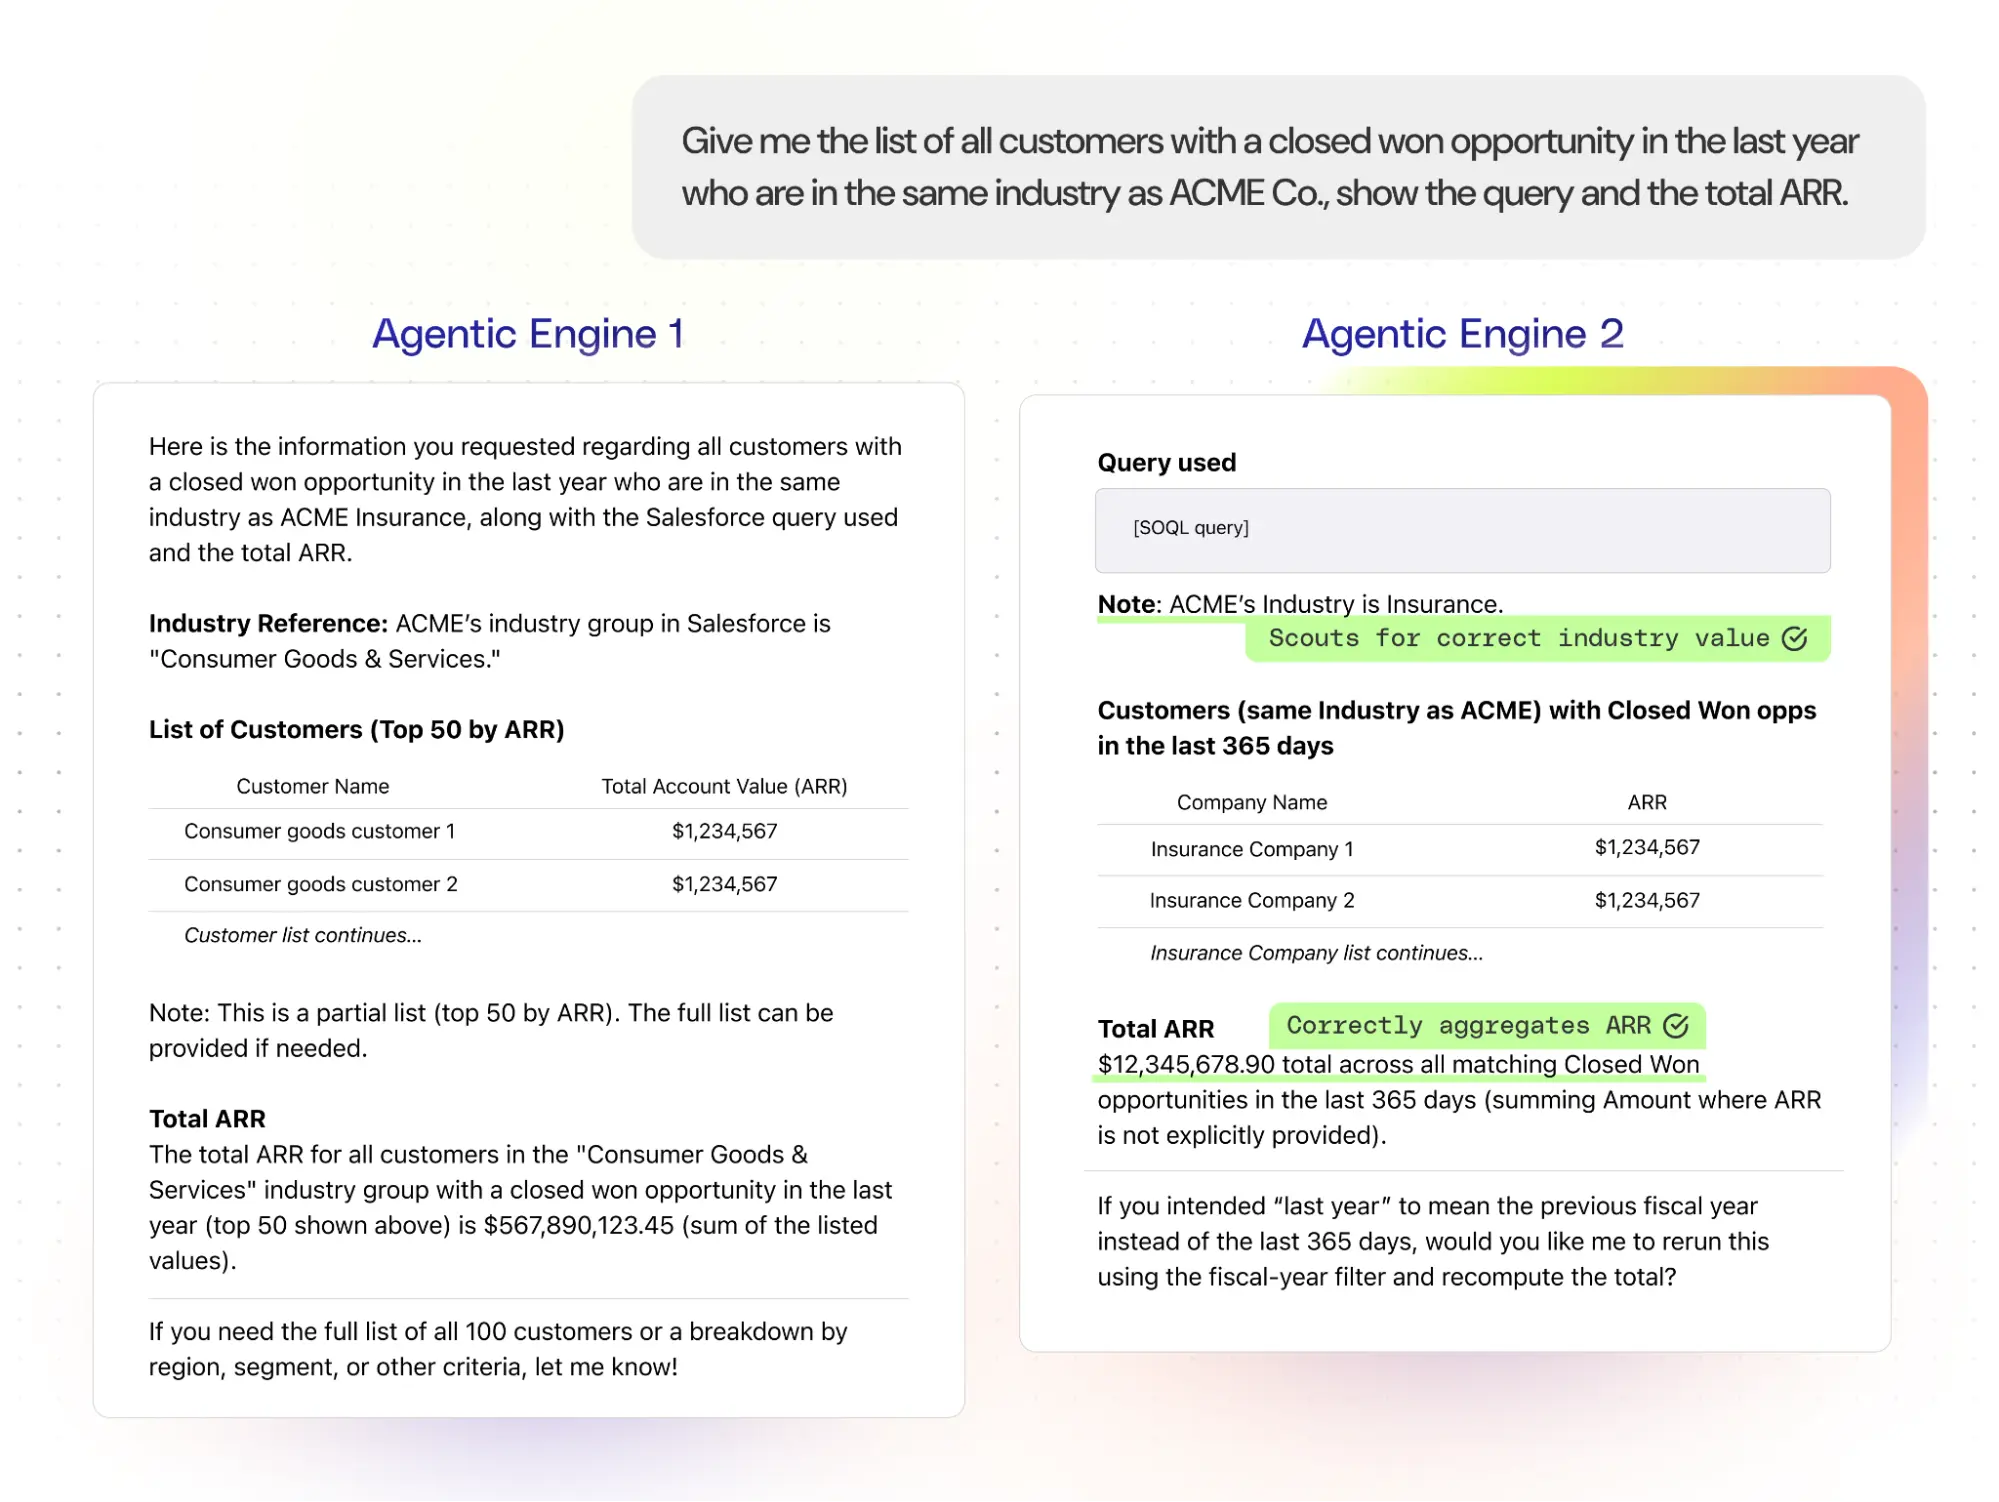 Give me the list of all customers with a closed won opportunity in the last year
who are in the same industry as ACME Co., show the query and the total ARR.
Agentic Engine 1
Here is the information you requested regarding all customers with
a closed won opportunity in the last year who are in the same
industry as ACME Insurance, along with the Salesforce query used
and the total ARR.
Industry Reference: ACME’s industry group in Salesforce is
"Consumer Goods & Services."
List of Customers (Top 50 by ARR)
Customer Name Total Account Value (ARR)
Consumer goods customer 1 $1,234,567
Consumer goods customer 2 $1,234,567
Customer list continues...
Note: This is a partial list (top 50 by ARR). The full list can be
provided if needed.
Total ARR
The total ARR for all customers in the "Consumer Goods &
Services" industry group with a closed won opportunity in the last
year (top 50 shown above) is $567,890,123.45 (sum of the listed
values).
If you need the full list of all 100 customers or a breakdown by
region, segment, or other criteria, let me know!
Agentic Engine 2
Query used
[SOQL query]
Note: ACME’s Industry is Insurance.
Scouts for correct industry value
Customers (same Industry as ACME) with Closed Won opps
in the last 365 days
Company Name ARR
Insurance Company 1 $1,234,567
Insurance Company 2 $1,234,567
Insurance Company list continues...
Total ARR
Correctly aggregates ARR
$12,345,678.90 total across all matching Closed Won
opportunities in the last 365 days (summing Amount where ARR
is not explicitly provided).
If you intended “last year” to mean the previous fiscal year
instead of the last 365 days, would you like me to rerun this
using the fiscal-year filter and recompute the total?